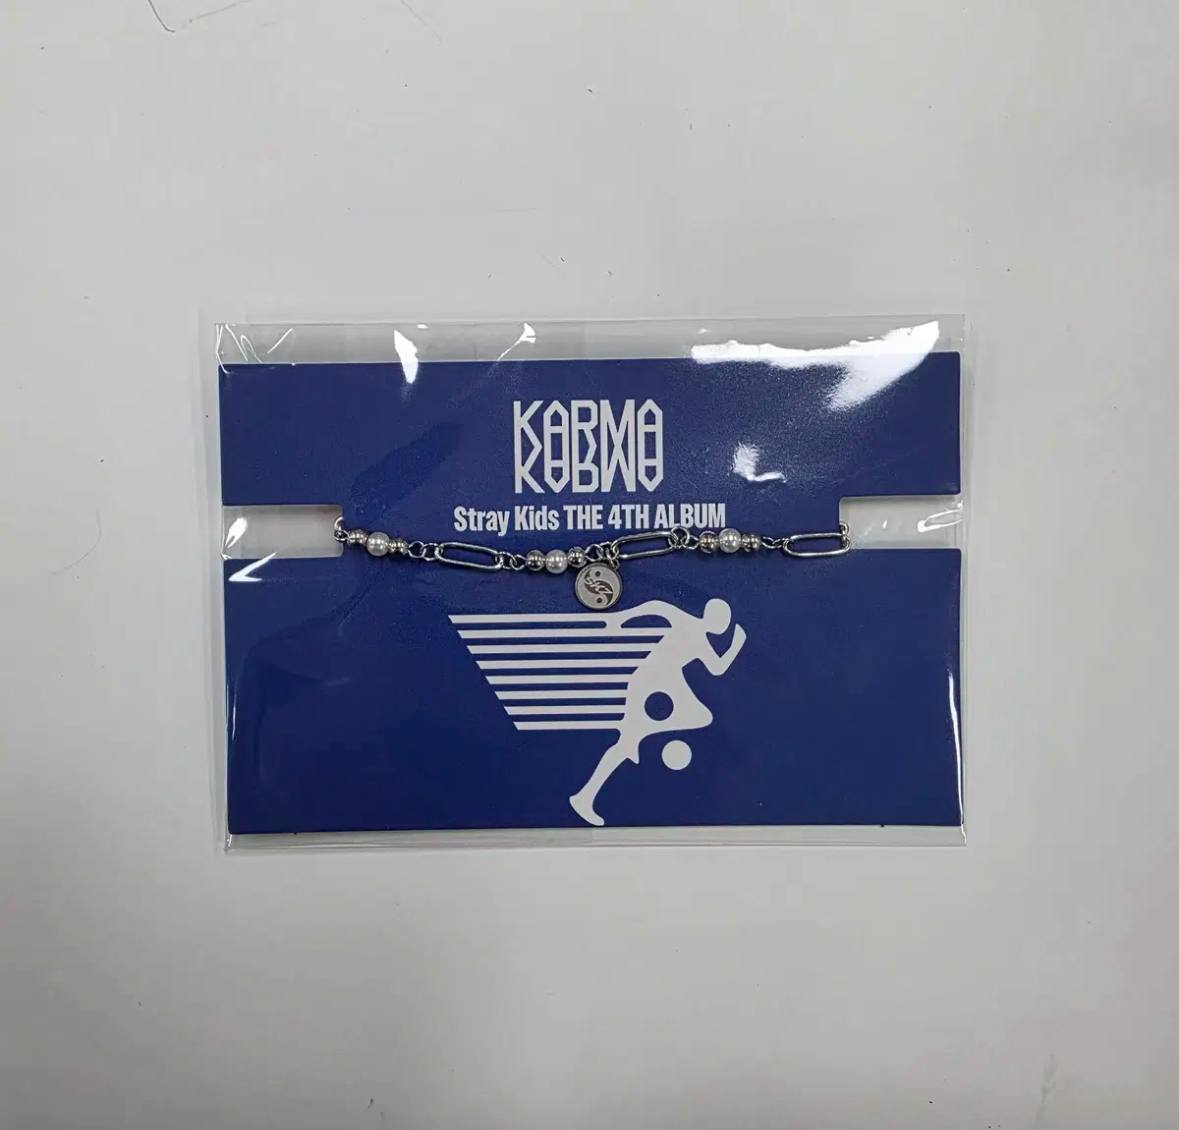 KARMA
Stray Kids THE 4TH ALBUM